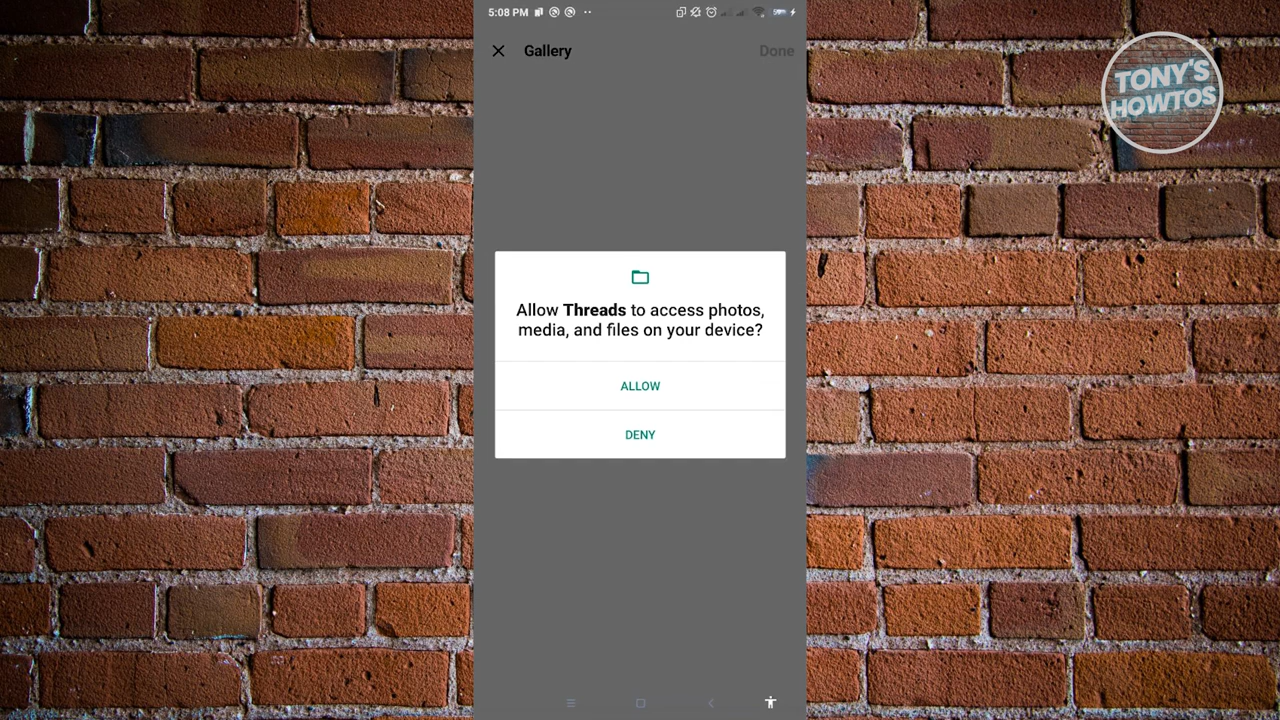 5:08 PM
Gallery
Done
TONY'S
HOWTOS
Allow Threads to access photos,
media, and files on your device?
ALLOW
DENY